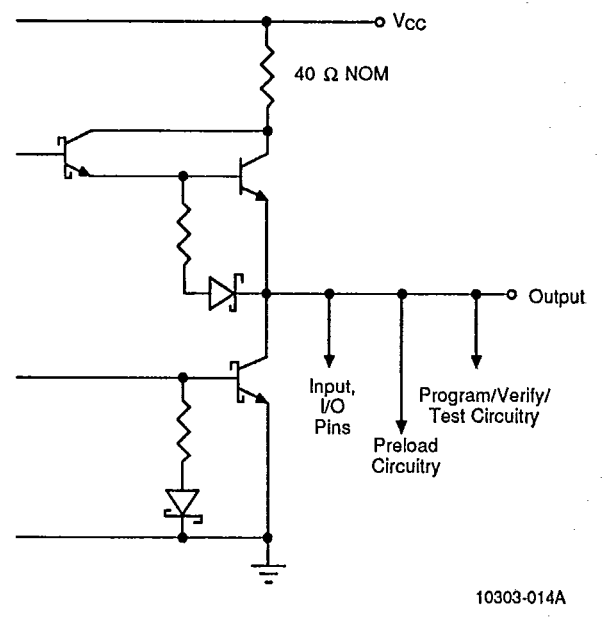 VCC
40 Ω NOM
Output
Input,
I/O
Pins
Program/Verify/
Test Circuitry
Preload
Circuitry
10303-014A